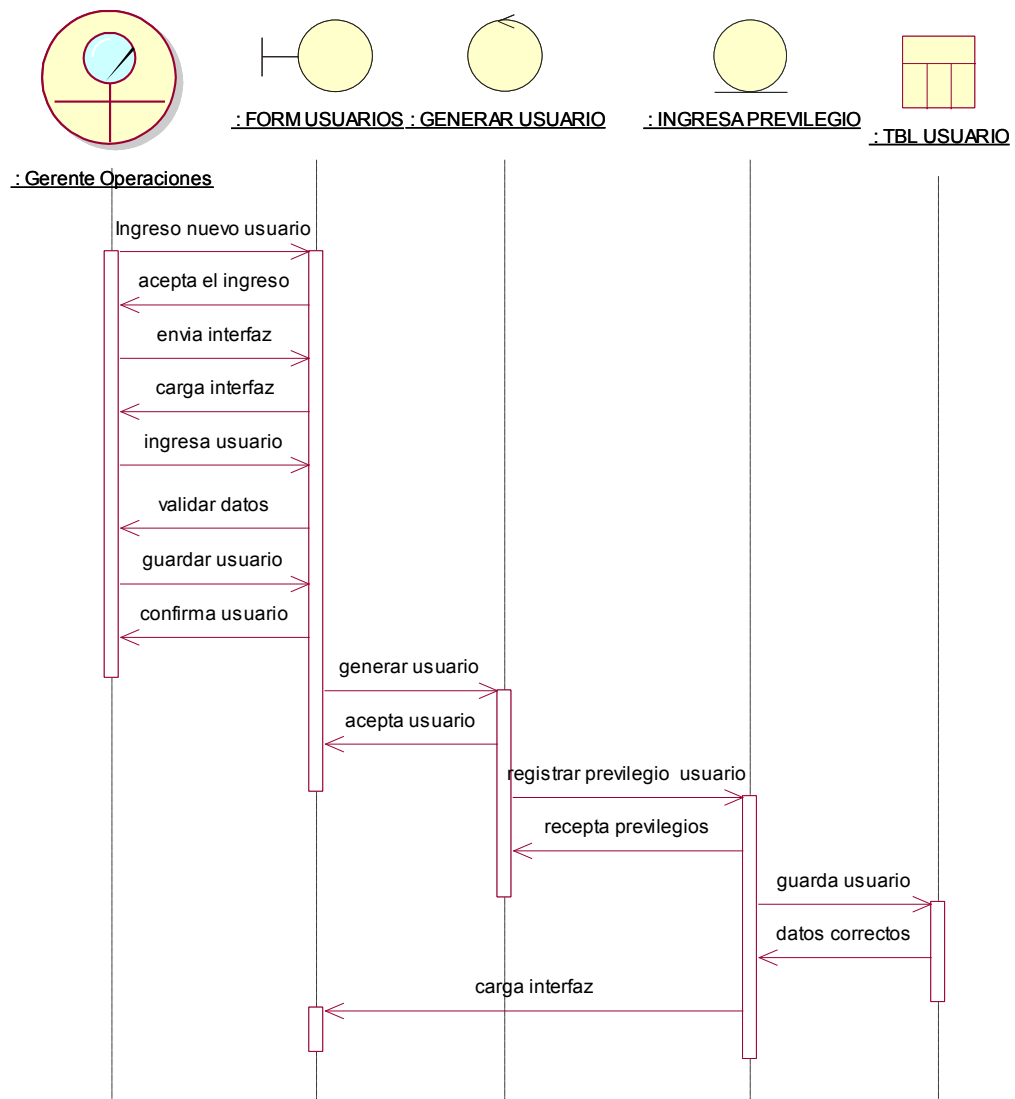 : FORM USUARIOS
: GENERAR USUARIO
: INGRESA PREVILEGIO
: TBL USUARIO
: Gerente Operaciones
Ingreso nuevo usuario
acepta el ingreso
envia interfaz
carga interfaz
ingresa usuario
validar datos
guardar usuario
confirma usuario
generar usuario
acepta usuario
registrar previlegio usuario
recepta previlegios
guarda usuario
datos correctos
carga interfaz